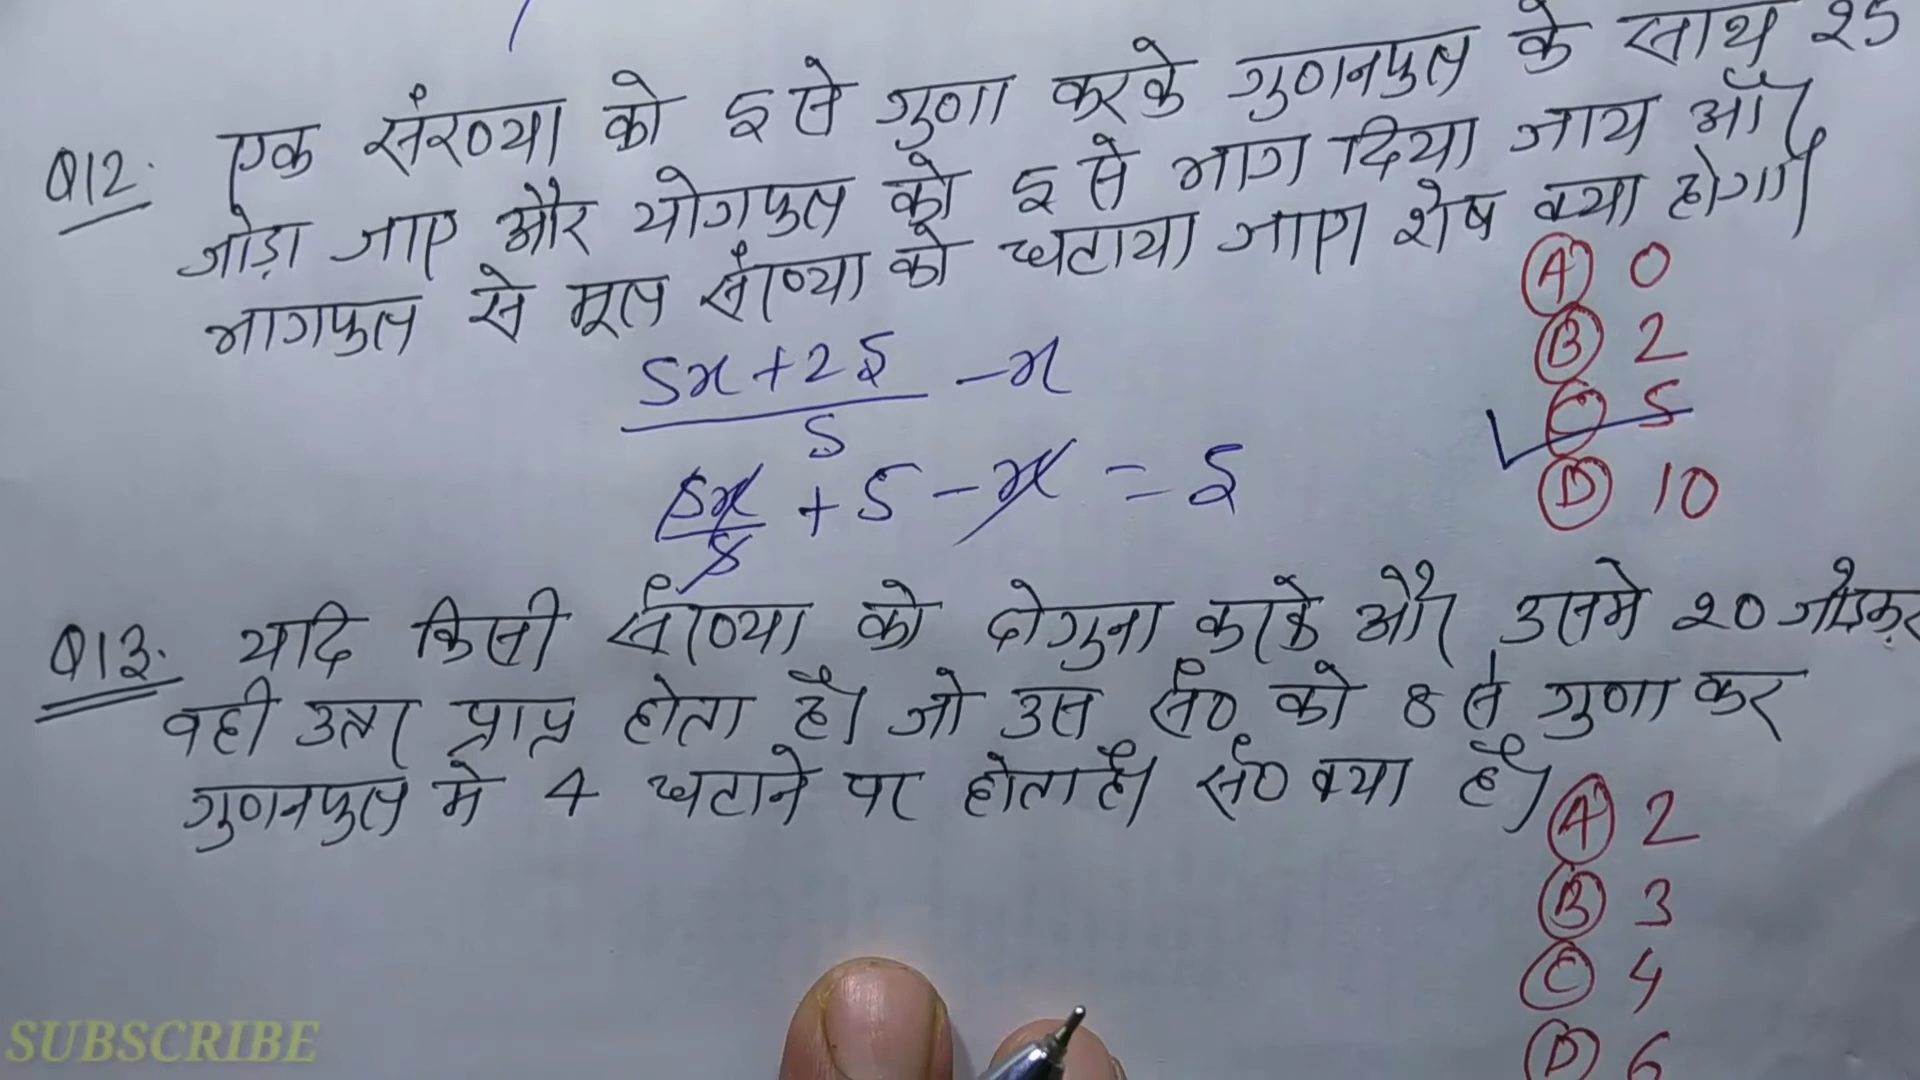 Q12. एक संख्या को 5 से गुणा करके गुणनफल के साथ 25
जोड़ा जाए और योगफल को 5 से भाग दिया जाय और
भागफल से मूल संख्या को घटाया जाए। शेष क्या होगा।
(A) 0
(B) 2
(C) 5
(D) 10
5x+25/5 - x
5x/5 + 5 - x = 5
Q13. यदि किसी संख्या को दोगुना करके और उसमे 20 जोडकर
वही उत्तर प्राप्त होता है। जो उस सं० को 8 से गुणा कर
गुणनफल मे 4 घटाने पर होता है। सं० क्या है।
(A) 2
(B) 3
(C) 4
(D) 6
SUBSCRIBE